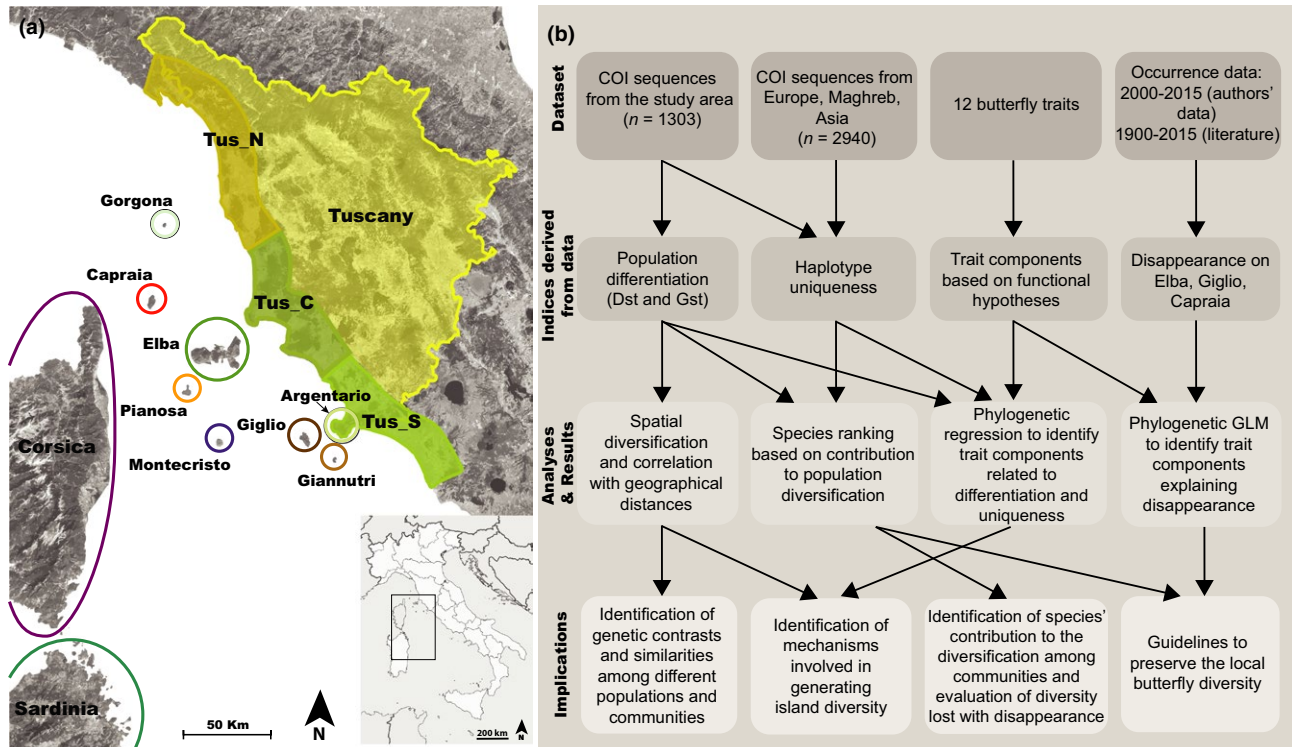 (a)
Tus_N
Tuscany
Gorgona
Capraia
Tus_C
Elba
Argentario
Pianosa
Tus_S
Corsica
Giglio
Montecristo
Giannutri
Sardinia
50 Km
N
200 km
N
(b)
Dataset
COI sequences
from the study area
(n = 1303)
COI sequences from
Europe, Maghreb,
Asia
(n = 2940)
12 butterfly traits
Occurrence data:
2000-2015 (authors'
data)
1900-2015 (literature)
Indices derived
from data
Population
differentiation
(Dst and Gst)
Haplotype
uniqueness
Trait components
based on functional
hypotheses
Disappearance on
Elba, Giglio,
Capraia
Analyses
& Results
Spatial
diversification
and correlation
with geographical
distances
Species ranking
based on contribution
to population
diversification
Phylogenetic
regression to identify
trait components
related to
differentiation and
uniqueness
Phylogenetic GLM
to identify trait
components
explaining
disappearance
Implications
Identification of
genetic contrasts
and similarities
among different
populations and
communities
Identification of
mechanisms
involved in
generating
island diversity
Identification of species'
contribution to the
diversification among
communities and
evaluation of diversity
lost with disappearance
Guidelines to
preserve the local
butterfly diversity